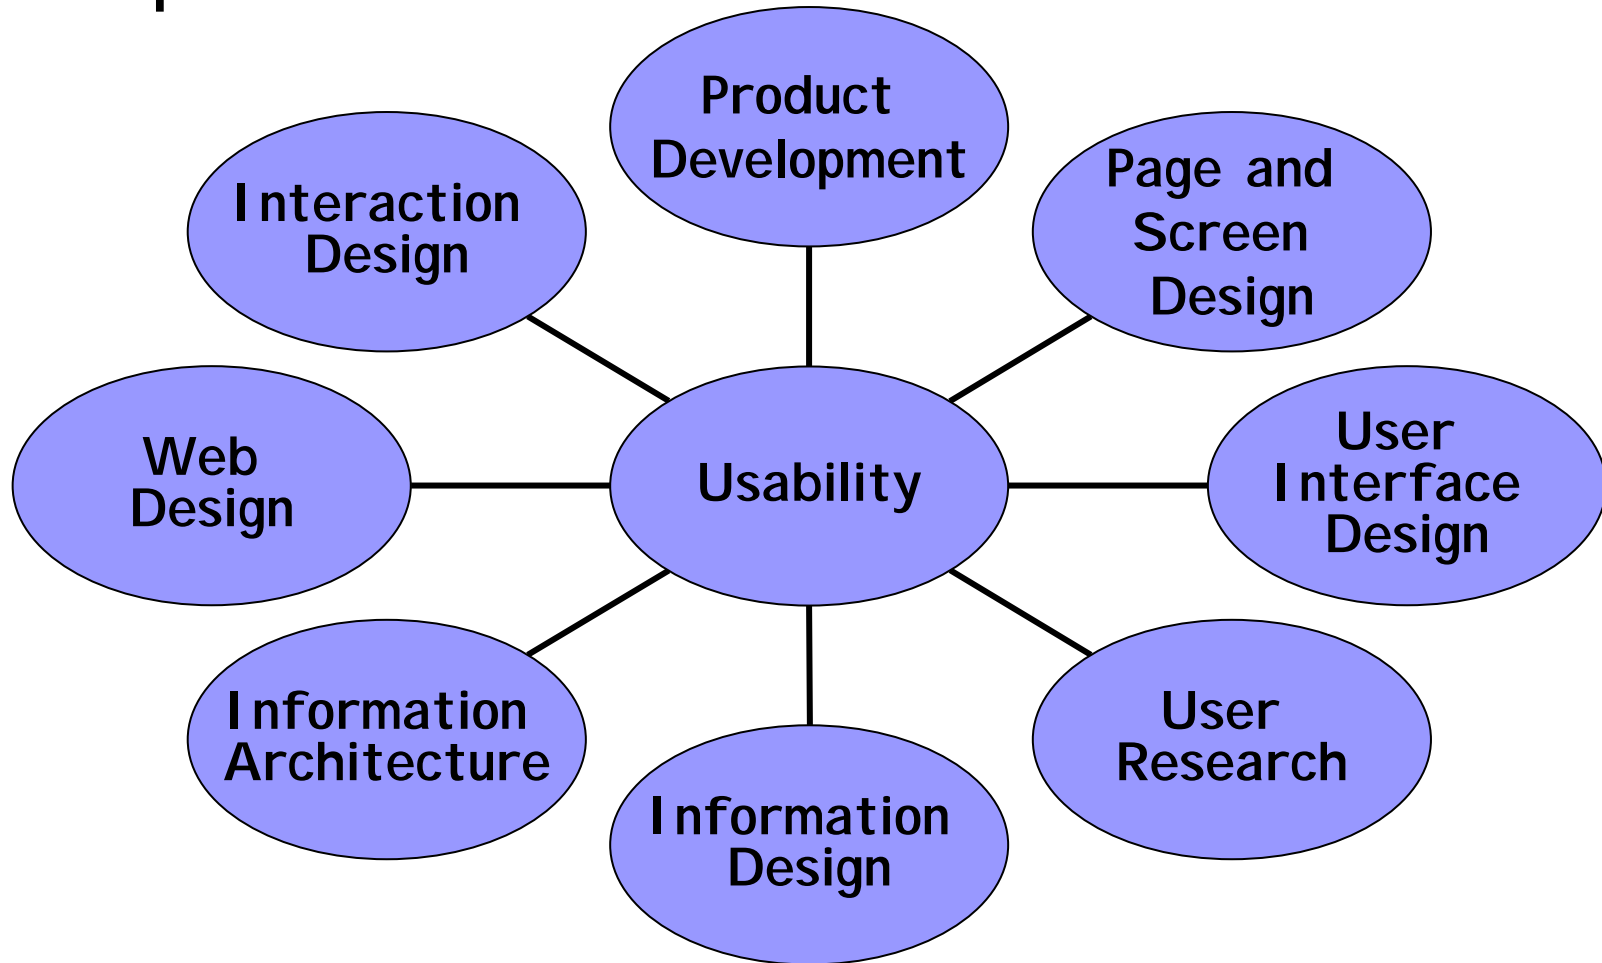 Product
Development
Page and
Screen
Design
Interaction
Design
User
Interface
Design
Web
Design
Usability
Information
Architecture
User
Research
Information
Design